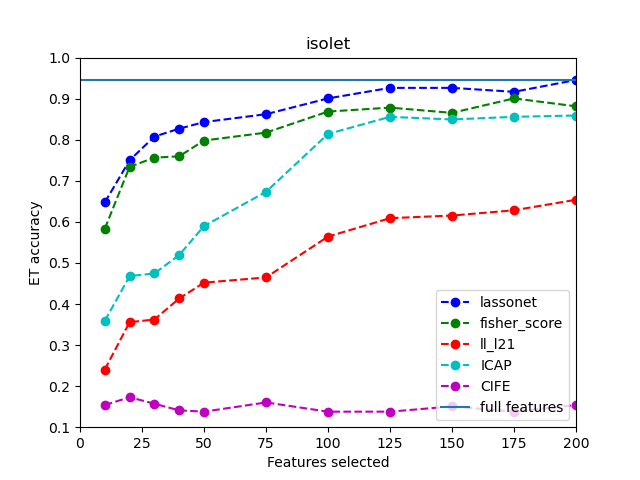 isolet
ET accuracy
1.0
0.9
0.8
0.7
0.6
0.5
0.4
0.3
0.2
0.1
0 25 50 75 100 125 150 175 200
Features selected
lassonet
fisher_score
ll_l21
ICAP
CIFE
full features